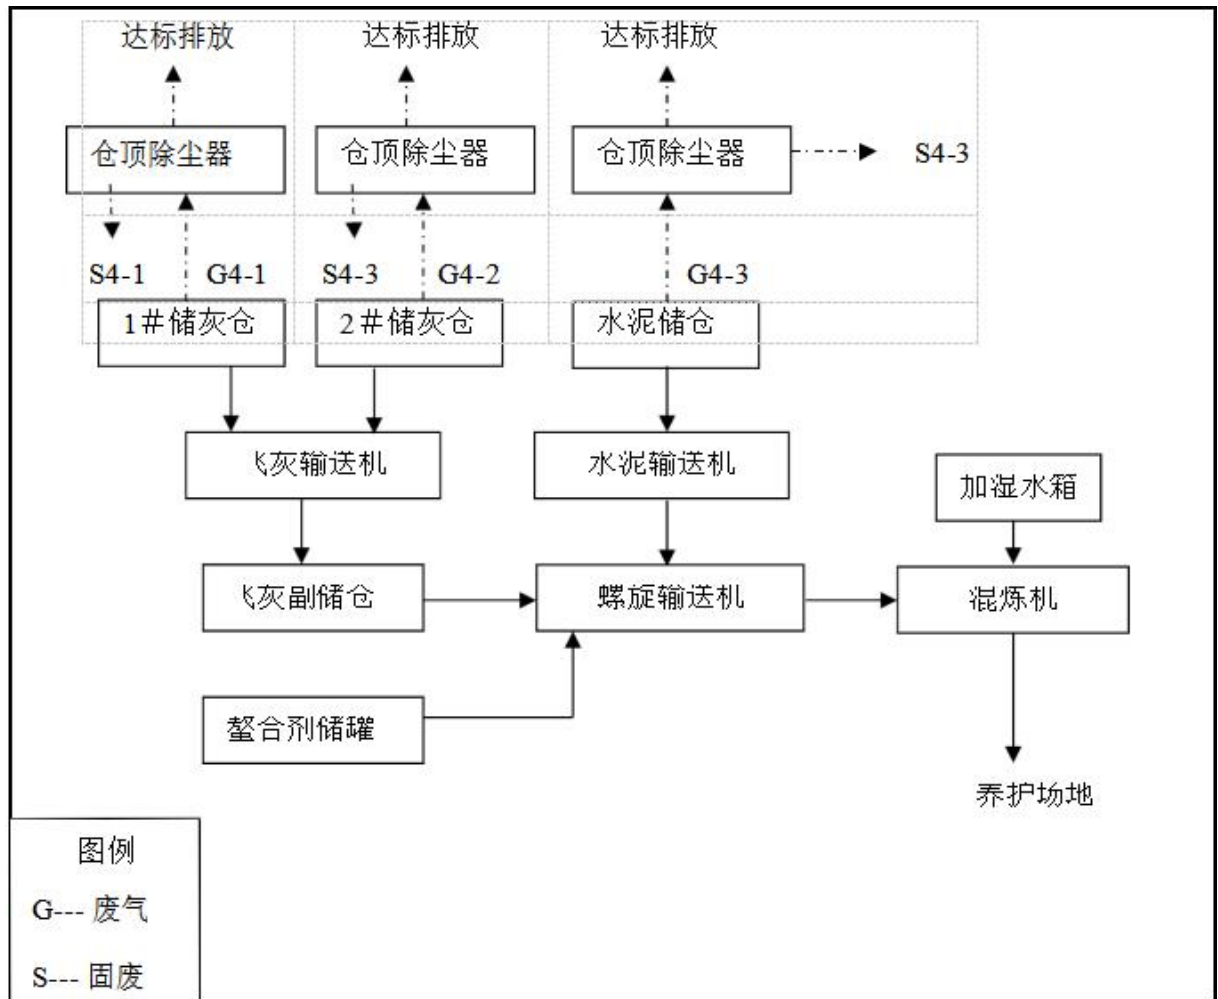 达标排放 达标排放 达标排放
仓顶除尘器 仓顶除尘器 仓顶除尘器 S4-3
S4-1 G4-1 S4-3 G4-2 G4-3
1＃储灰仓 2＃储灰仓 水泥储仓
飞灰输送机 水泥输送机 加湿水箱
飞灰副储仓 螺旋输送机 混炼机
螯合剂储罐
养护场地
图例
G--- 废气
S--- 固废